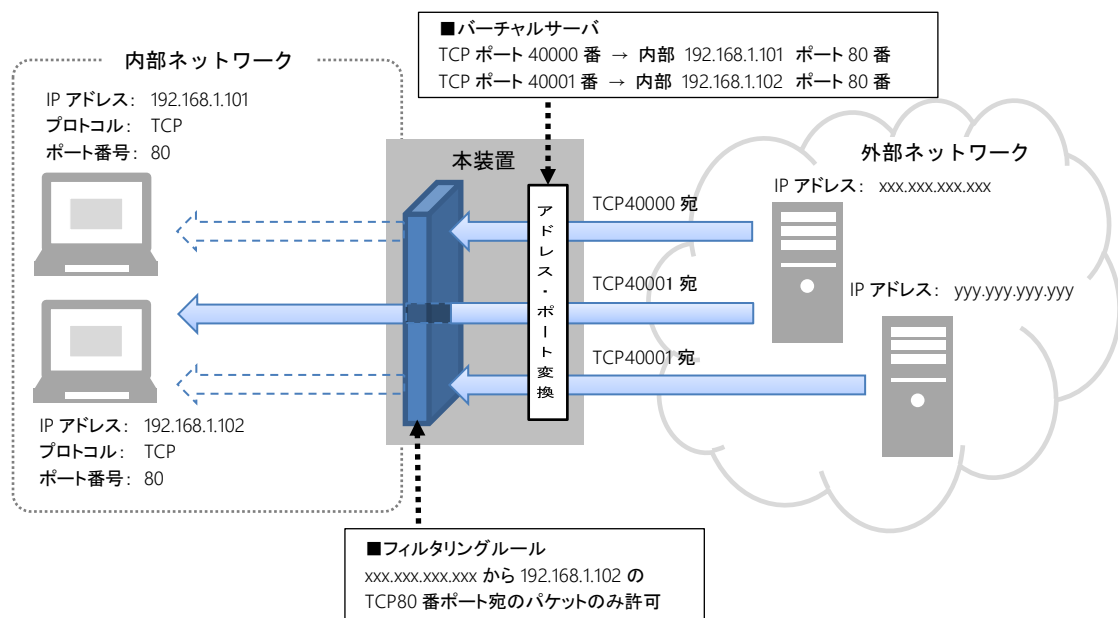 ■バーチャルサーバ
TCP ポート 40000 番 → 内部 192.168.1.101 ポート 80 番
TCP ポート 40001 番 → 内部 192.168.1.102 ポート 80 番
内部ネットワーク
IP アドレス： 192.168.1.101
プロトコル： TCP
ポート番号： 80
本装置
アドレス・ポート変換
外部ネットワーク
IP アドレス： xxx.xxx.xxx.xxx
TCP40000 宛
TCP40001 宛
IP アドレス： yyy.yyy.yyy.yyy
TCP40001 宛
IP アドレス： 192.168.1.102
プロトコル： TCP
ポート番号： 80
■フィルタリングルール
xxx.xxx.xxx.xxx から 192.168.1.102 の
TCP80 番ポート宛のパケットのみ許可